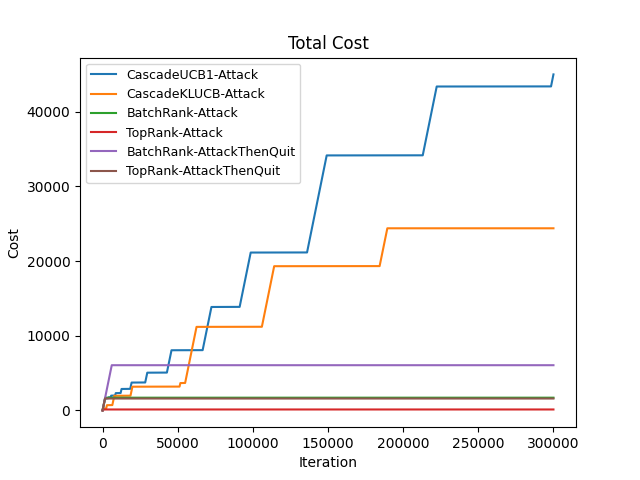 Total Cost
CascadeUCB1-Attack
CascadeKLUCB-Attack
BatchRank-Attack
TopRank-Attack
BatchRank-AttackThenQuit
TopRank-AttackThenQuit
Cost
40000
30000
20000
10000
0
0 50000 100000 150000 200000 250000 300000
Iteration